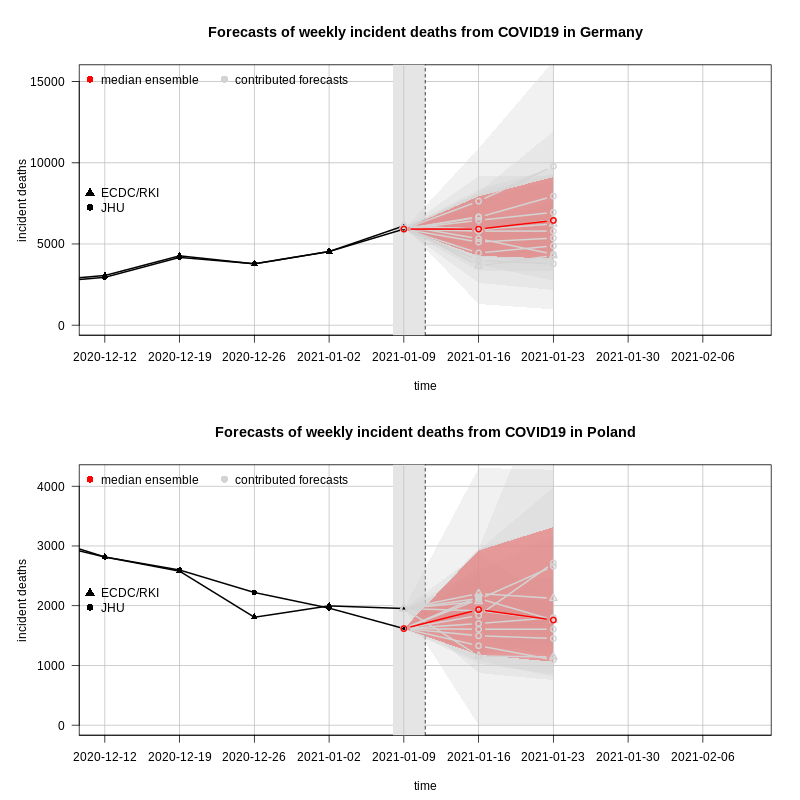 Forecasts of weekly incident deaths from COVID19 in Germany
median ensemble contributed forecasts
ECDC/RKI
JHU
incident deaths
15000
10000
5000
0
2020-12-12 2020-12-19 2020-12-26 2021-01-02 2021-01-09 2021-01-16 2021-01-23 2021-01-30 2021-02-06
time
Forecasts of weekly incident deaths from COVID19 in Poland
median ensemble contributed forecasts
ECDC/RKI
JHU
incident deaths
4000
3000
2000
1000
0
2020-12-12 2020-12-19 2020-12-26 2021-01-02 2021-01-09 2021-01-16 2021-01-23 2021-01-30 2021-02-06
time